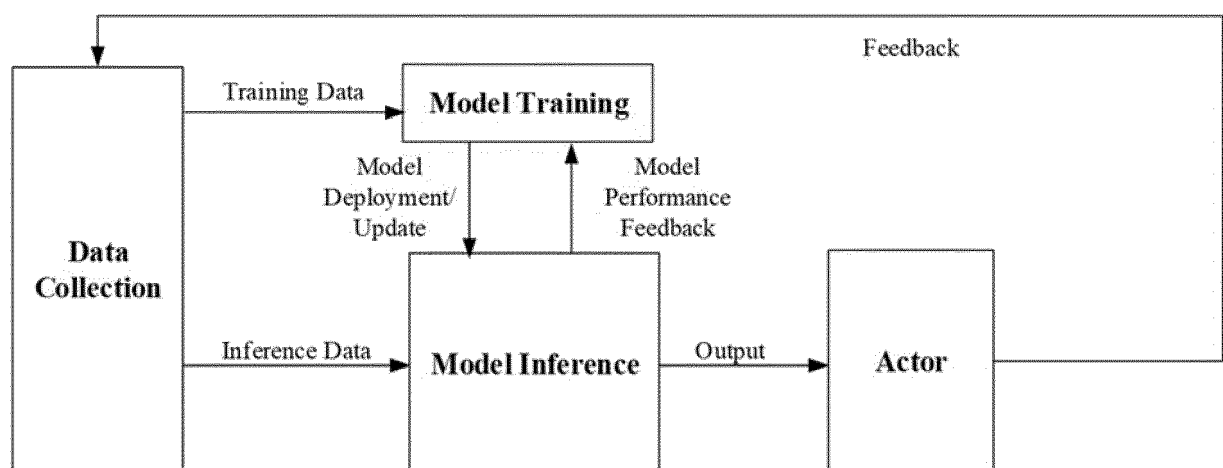 Feedback
Training Data
Model Training
Model
Deployment/
Update
Model
Performance
Feedback
Data
Collection
Inference Data
Model Inference
Output
Actor